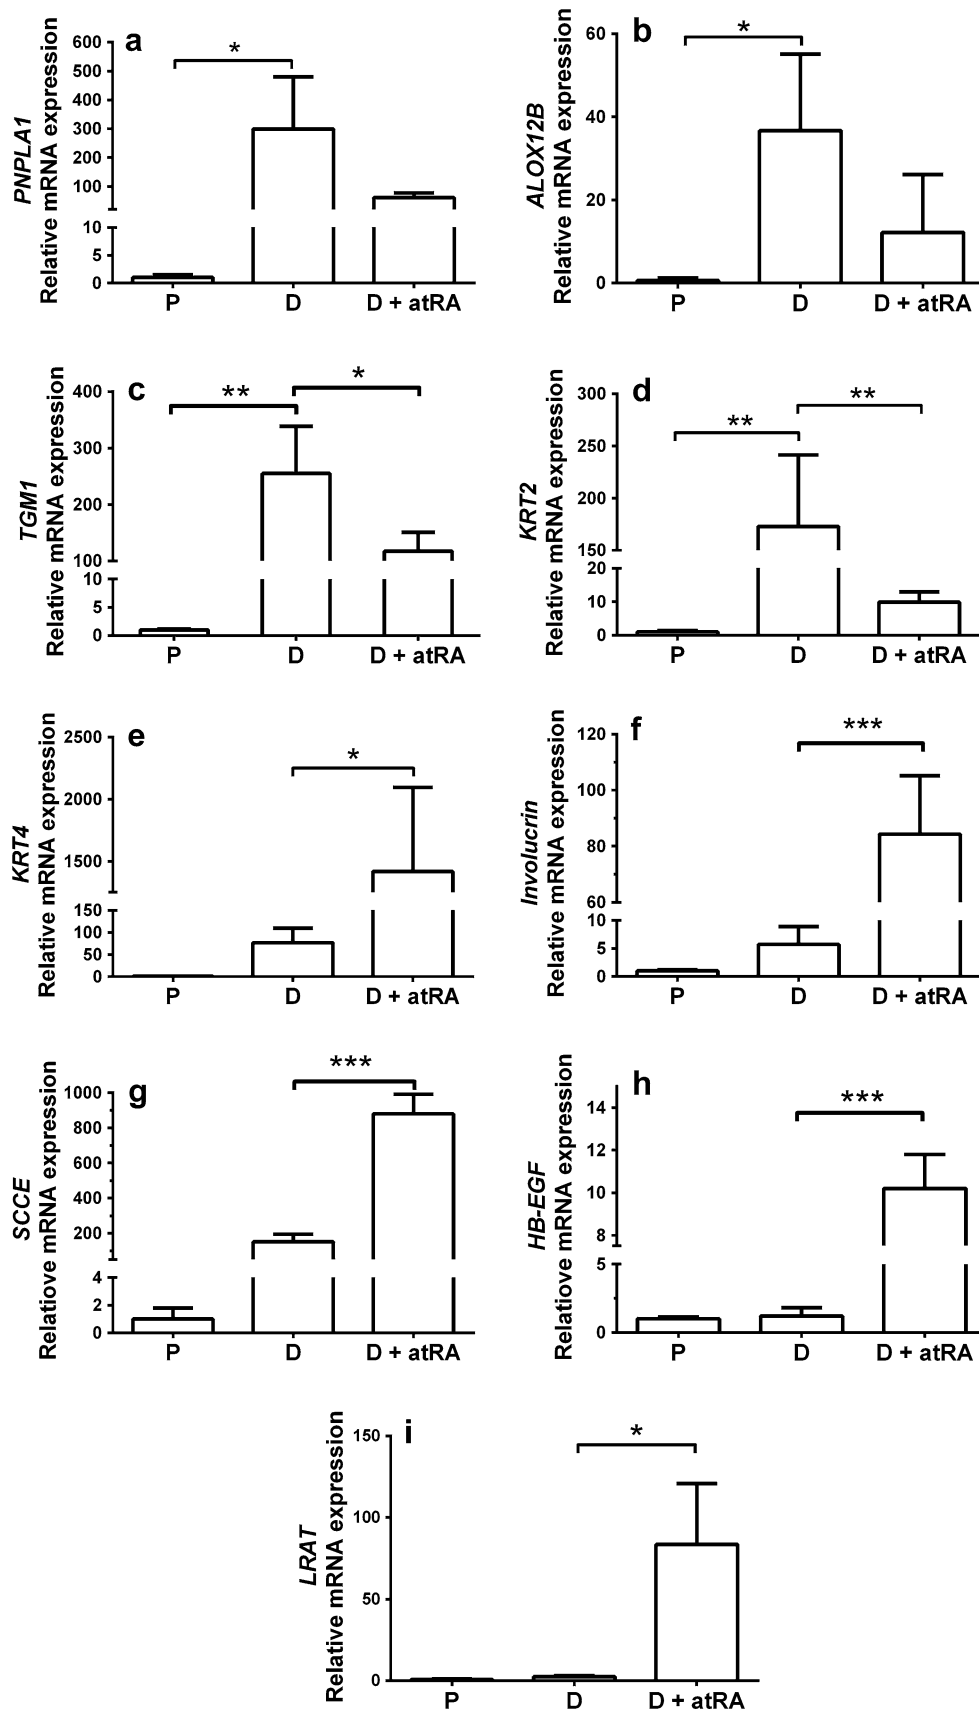 a
PNPLA1
Relative mRNA expression
600
500
400
300
200
100
10
5
0
*
P D D + atRA
b
ALOX12B
Relative mRNA expression
60
40
20
0
*
P D D + atRA
c
TGM1
Relative mRNA expression
400
300
200
100
10
5
0
** *
P D D + atRA
d
KRT2
Relative mRNA expression
300
250
200
150
20
10
0
** **
P D D + atRA
e
KRT4
Relative mRNA expression
2500
2000
1500
150
100
50
0
*
P D D + atRA
f
Involucrin
Relative mRNA expression
120
100
80
60
10
5
0
***
P D D + atRA
g
SCCE
Relatiove mRNA expression
1000
800
600
400
200
4
2
0
***
P D D + atRA
h
HB-EGF
Relative mRNA expression
14
12
10
8
5
0
***
P D D + atRA
i
LRAT
Relative mRNA expression
150
100
50
0
*
P D D + atRA